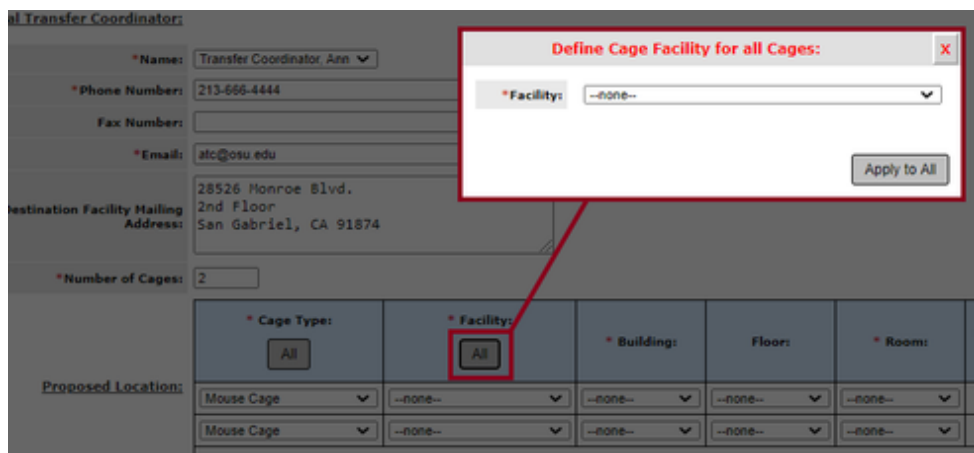 al Transfer Coordinator:
Define Cage Facility for all Cages:
X
*Facility:
--none--
Apply to All
*Name:
Transfer Coordinator, Ann
*Phone Number:
213-666-4444
Fax Number:
*Email:
atc@osu.edu
Destination Facility Mailing
Address:
28526 Monroe Blvd.
2nd Floor
San Gabriel, CA 91874
*Number of Cages:
2
Proposed Location:
* Cage Type:
All
* Facility:
All
* Building:
Floor:
* Room:
Mouse Cage
--none--
--none--
--none--
--none--
Mouse Cage
--none--
--none--
--none--
--none--